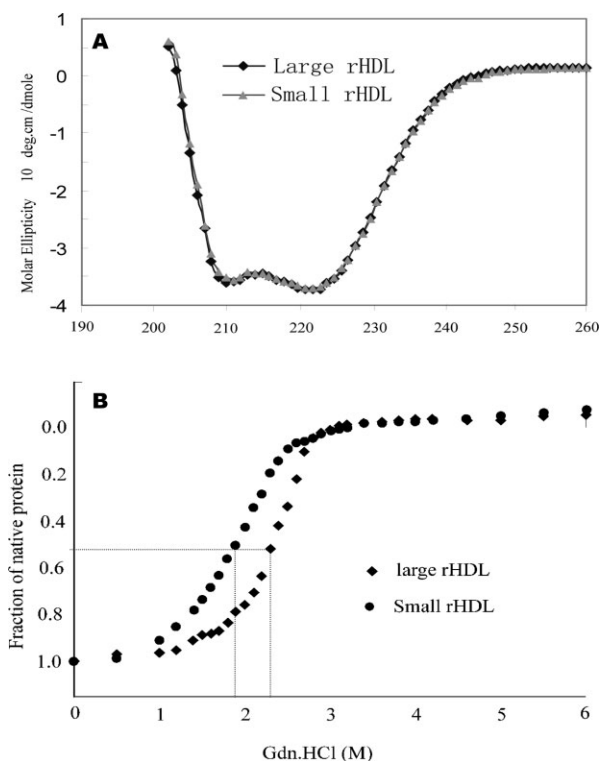 A
1
0
-1
-2
-3
-4
Molar Ellipticity 10 deg.cm /dmole
Large rHDL
Small rHDL
190 200 210 220 230 240 250 260
B
0.0
0.2
0.4
0.6
0.8
1.0
Fraction of native protein
large rHDL
Small rHDL
0 1 2 3 4 5 6
Gdn.HCl (M)